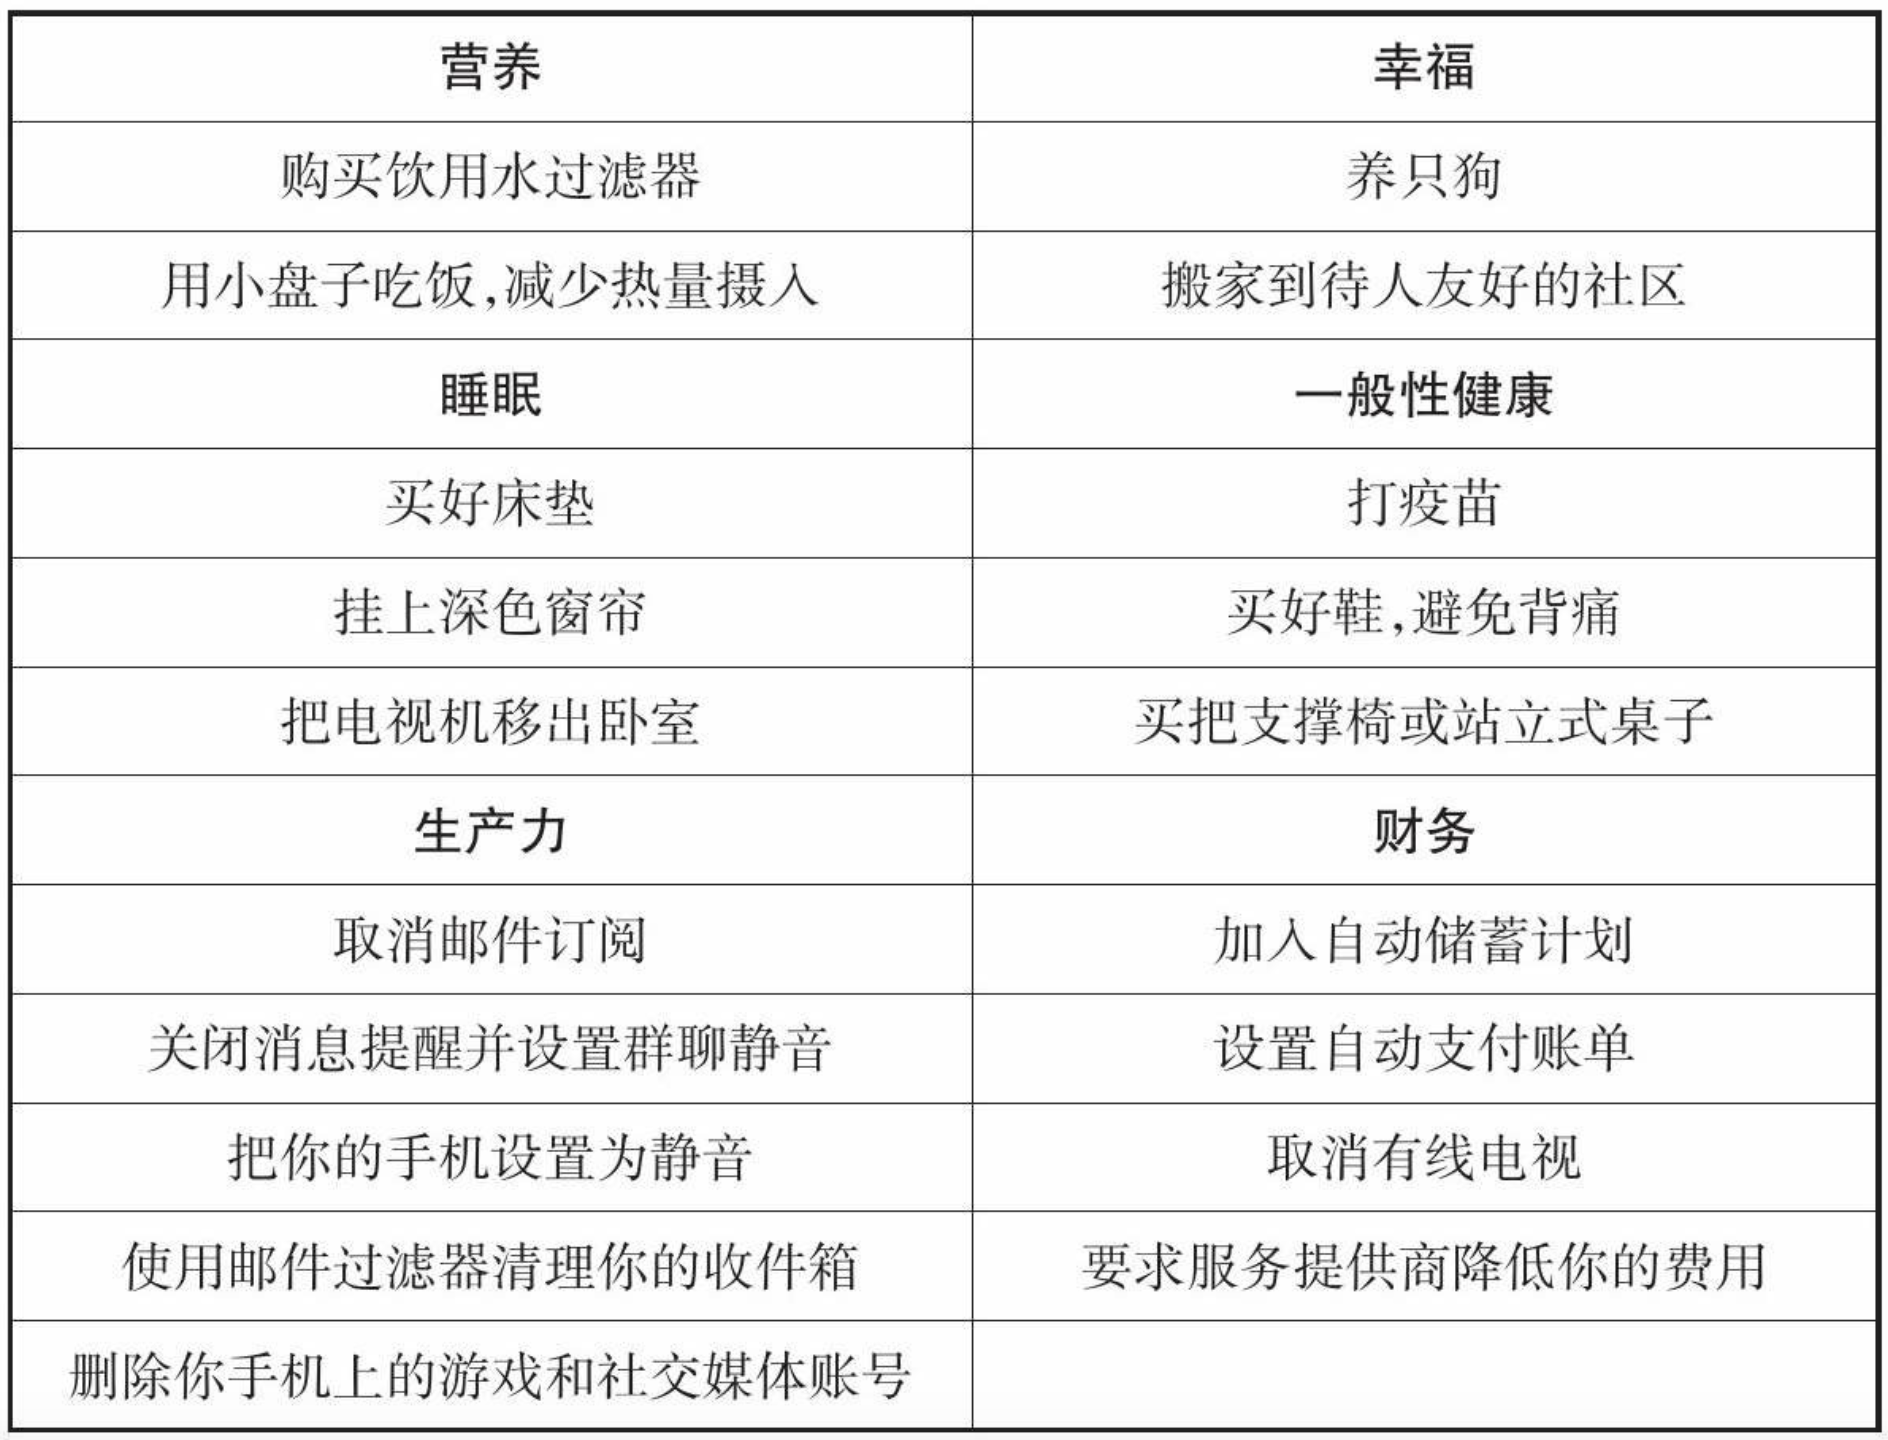 营养 幸福
购买饮用水过滤器 养只狗
用小盘子吃饭,减少热量摄入 搬家到待人友好的社区
睡眠 一般性健康
买好床垫 打疫苗
挂上深色窗帘 买好鞋,避免背痛
把电视机移出卧室 买把支撑椅或站立式桌子
生产力 财务
取消邮件订阅 加入自动储蓄计划
关闭消息提醒并设置群聊静音 设置自动支付账单
把你的手机设置为静音 取消有线电视
使用邮件过滤器清理你的收件箱 要求服务提供商降低你的费用
删除你手机上的游戏和社交媒体账号